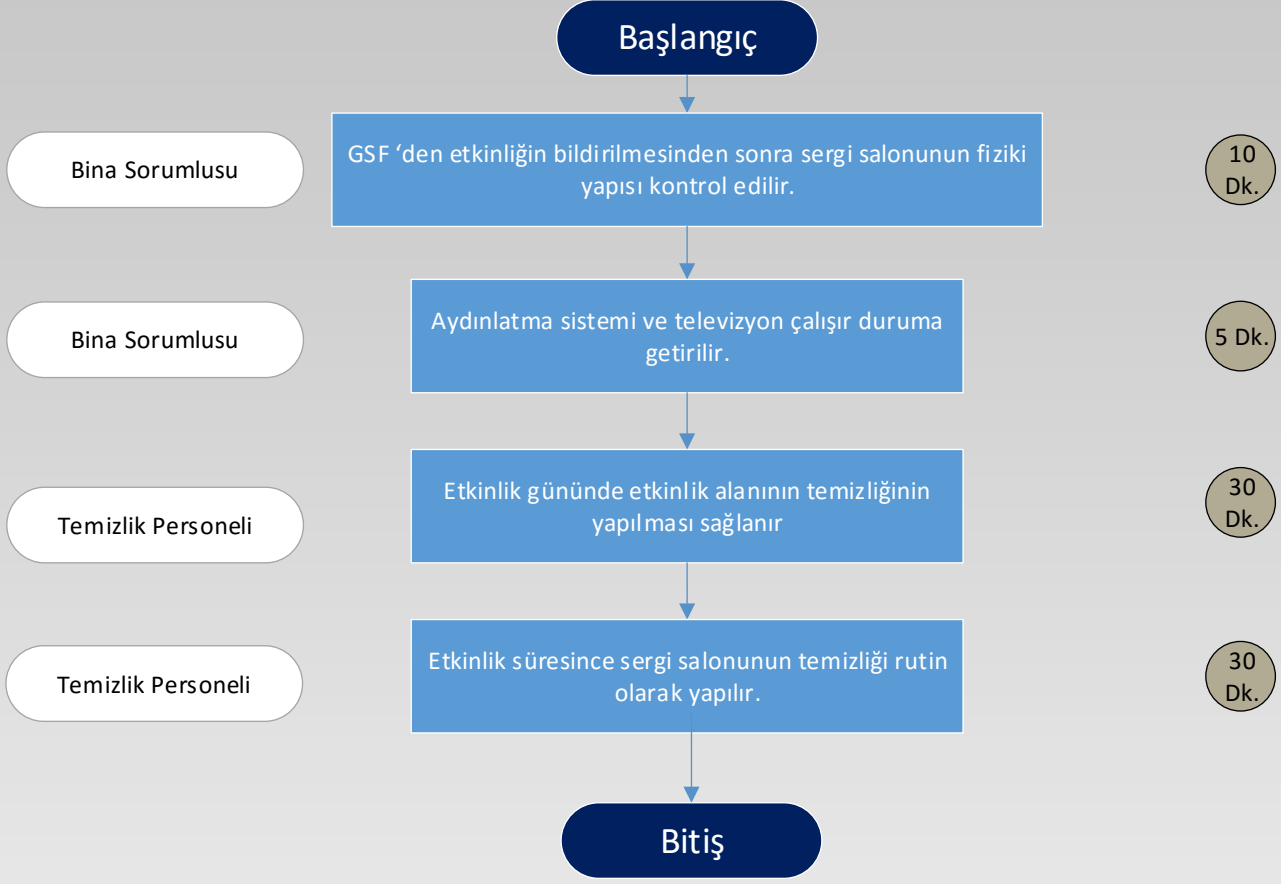 Başlangıç
Bina Sorumlusu
GSF ‘den etkinliğin bildirilmesinden sonra sergi salonunun fiziki
yapısı kontrol edilir.
10
Dk.
Bina Sorumlusu
Aydınlatma sistemi ve televizyon çalışır duruma
getirilir.
5 Dk.
Temizlik Personeli
Etkinlik gününde etkinlik alanının temizliğinin
yapılması sağlanır
30
Dk.
Temizlik Personeli
Etkinlik süresince sergi salonunun temizliği rutin
olarak yapılır.
30
Dk.
Bitiş